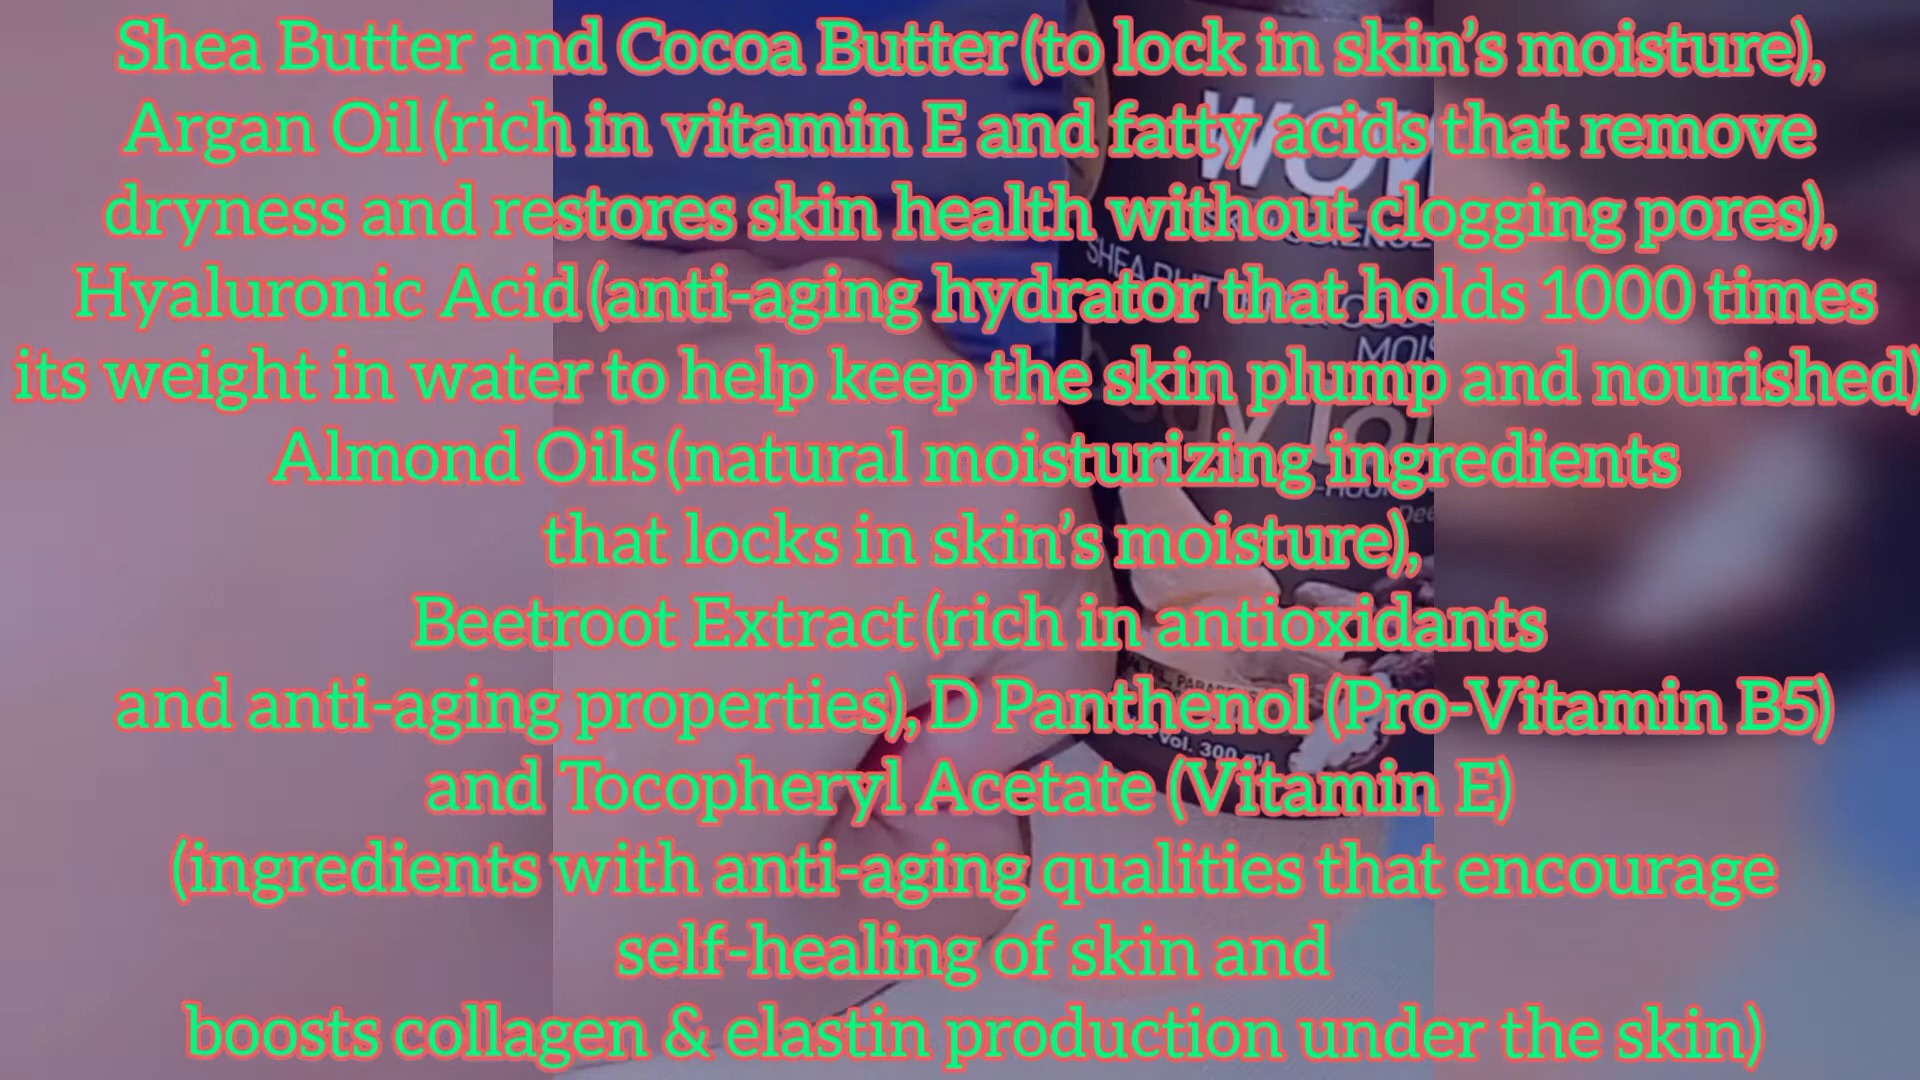 Shea Butter and Cocoa Butter (to lock in skin's moisture),
Argan Oil (rich in vitamin E and fatty acids that remove
dryness and restores skin health without clogging pores),
Hyaluronic Acid (anti-aging hydrator that holds 1000 times
its weight in water to help keep the skin plump and nourished)
Almond Oils (natural moisturizing ingredients
that locks in skin's moisture),
Beetroot Extract (rich in antioxidants
and anti-aging properties), D Panthenol (Pro-Vitamin B5)
and Tocopheryl Acetate (Vitamin E)
(ingredients with anti-aging qualities that encourage
self-healing of skin and
boosts collagen & elastin production under the skin)
WOW
SHEA
vol. 300 ml